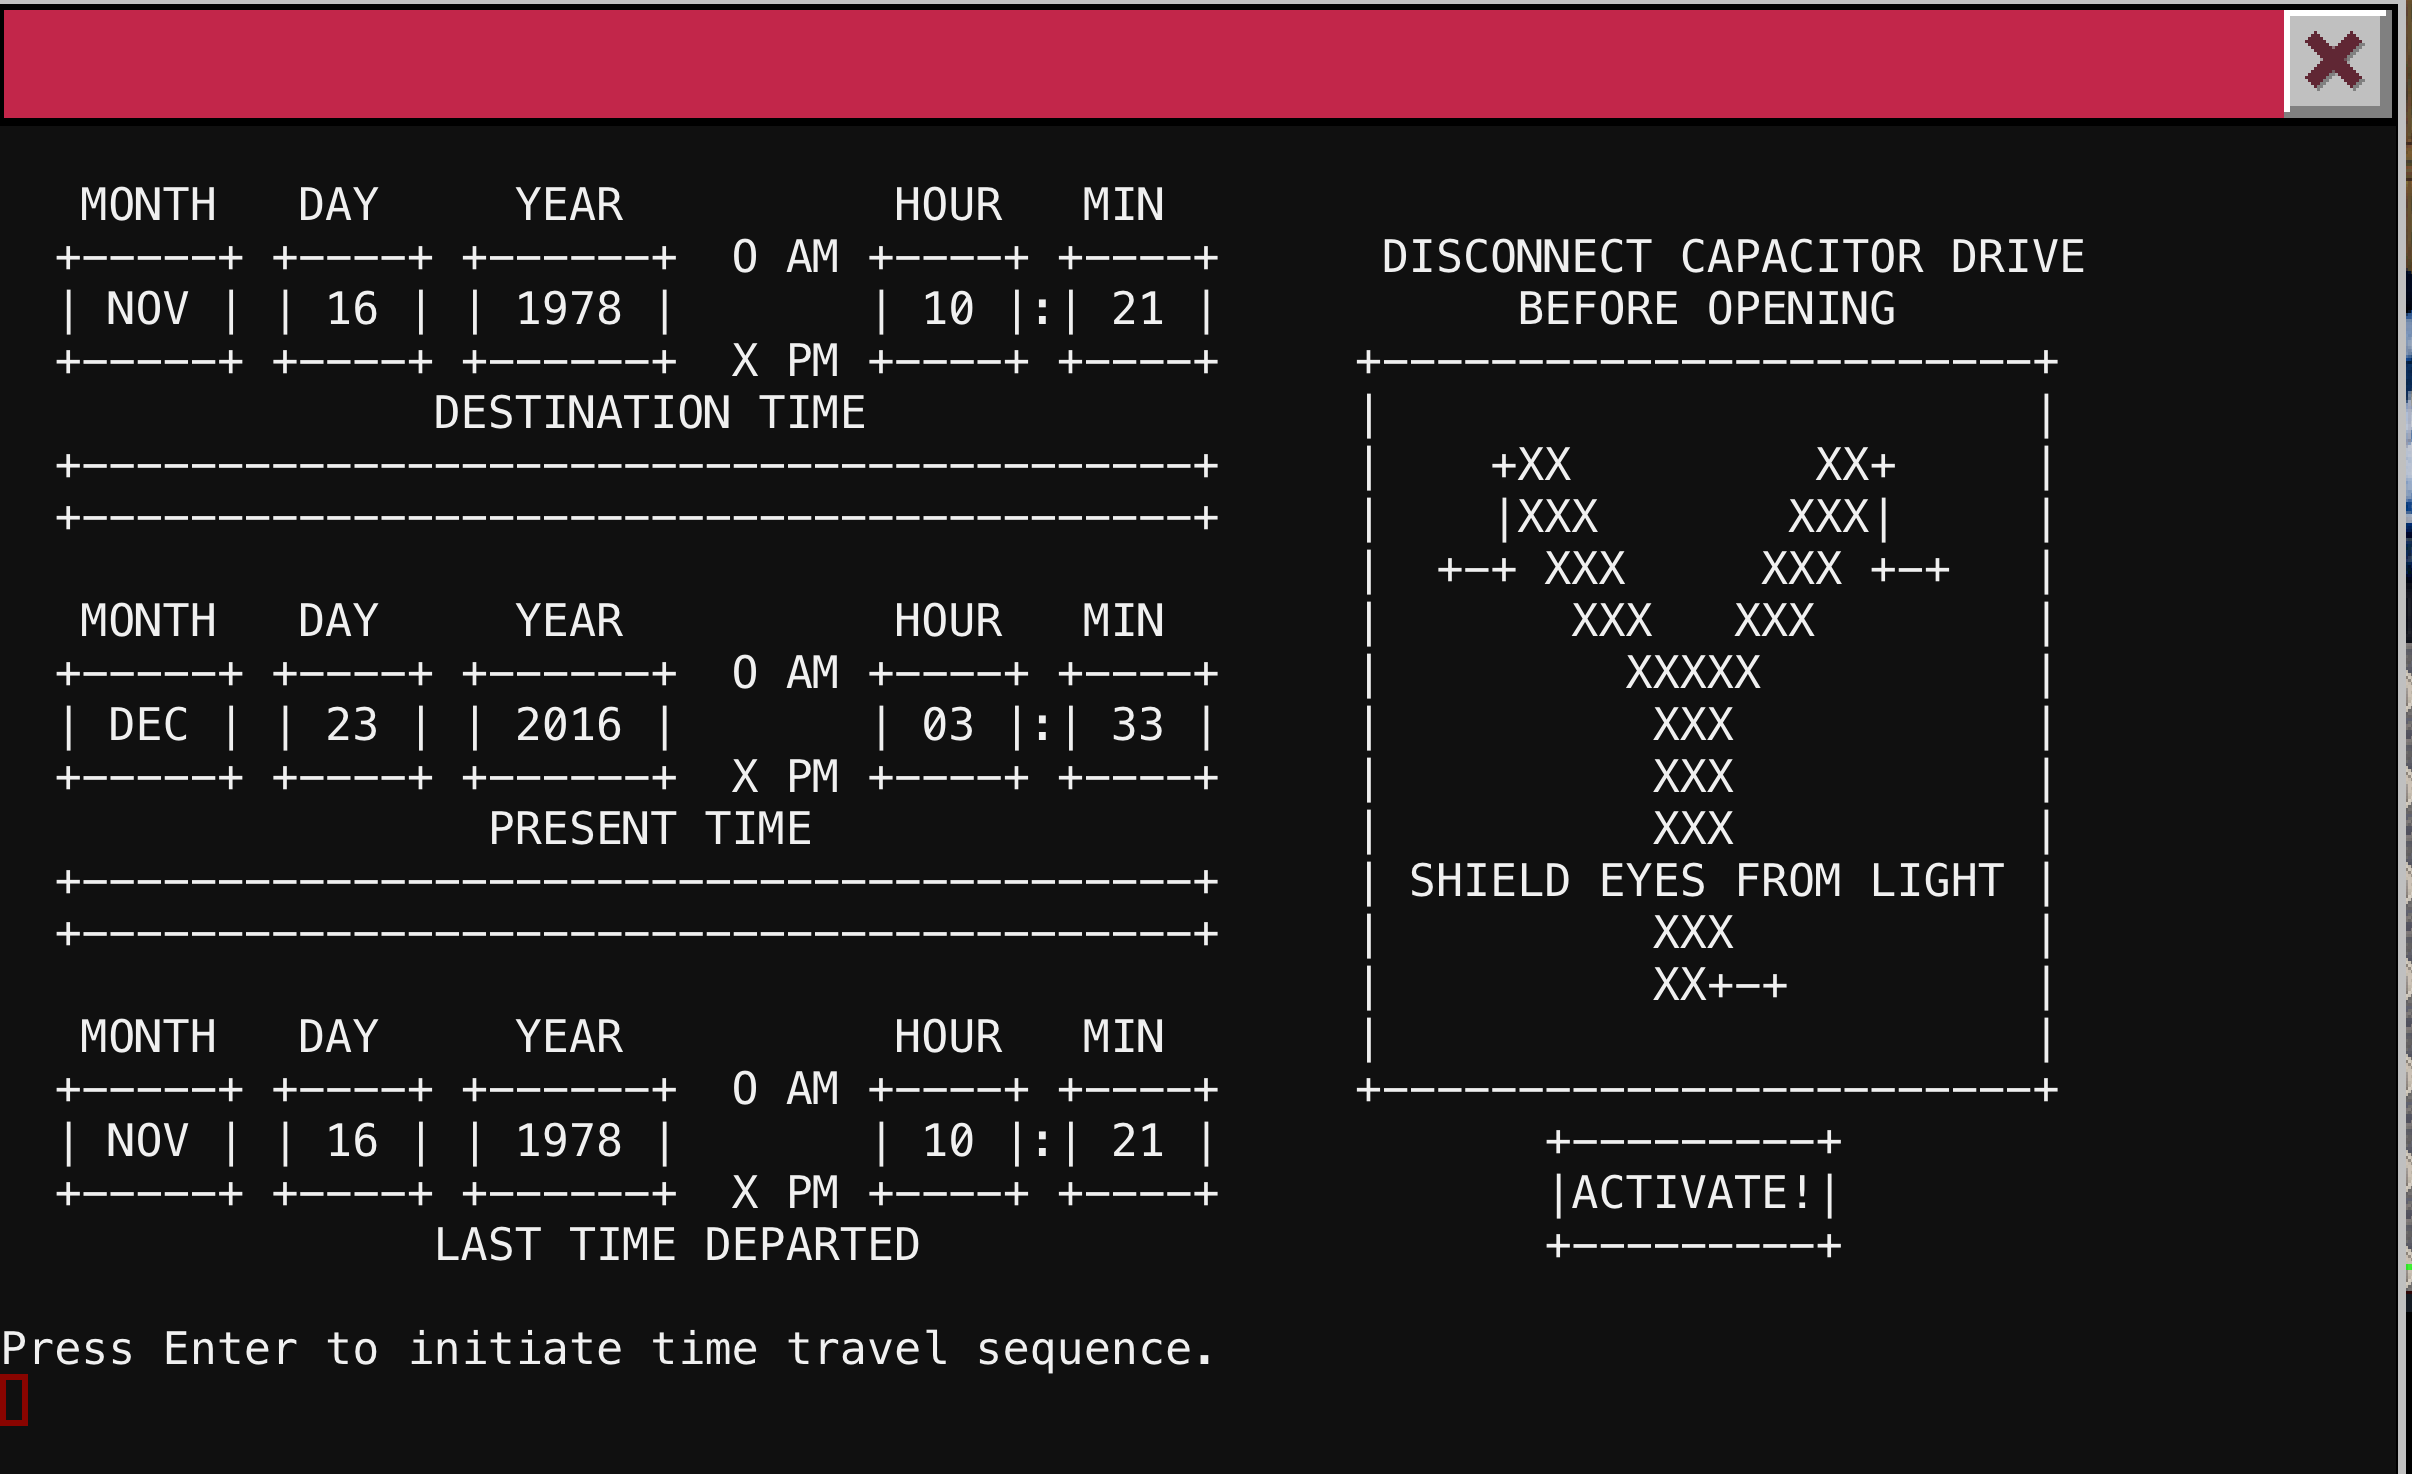 MONTH DAY YEAR HOUR MIN
O AM
NOV 16 1978 10 : 21
X PM
DESTINATION TIME
MONTH DAY YEAR HOUR MIN
O AM
DEC 23 2016 03 : 33
X PM
PRESENT TIME
MONTH DAY YEAR HOUR MIN
O AM
NOV 16 1978 10 : 21
X PM
LAST TIME DEPARTED
DISCONNECT CAPACITOR DRIVE
BEFORE OPENING
+XX XX+
|XXX XXX|
+-+ XXX XXX +-+
XXX XXX
XXXXX
XXX
XXX
XXX
SHIELD EYES FROM LIGHT
XXX
XX+-+
|ACTIVATE!|
Press Enter to initiate time travel sequence.